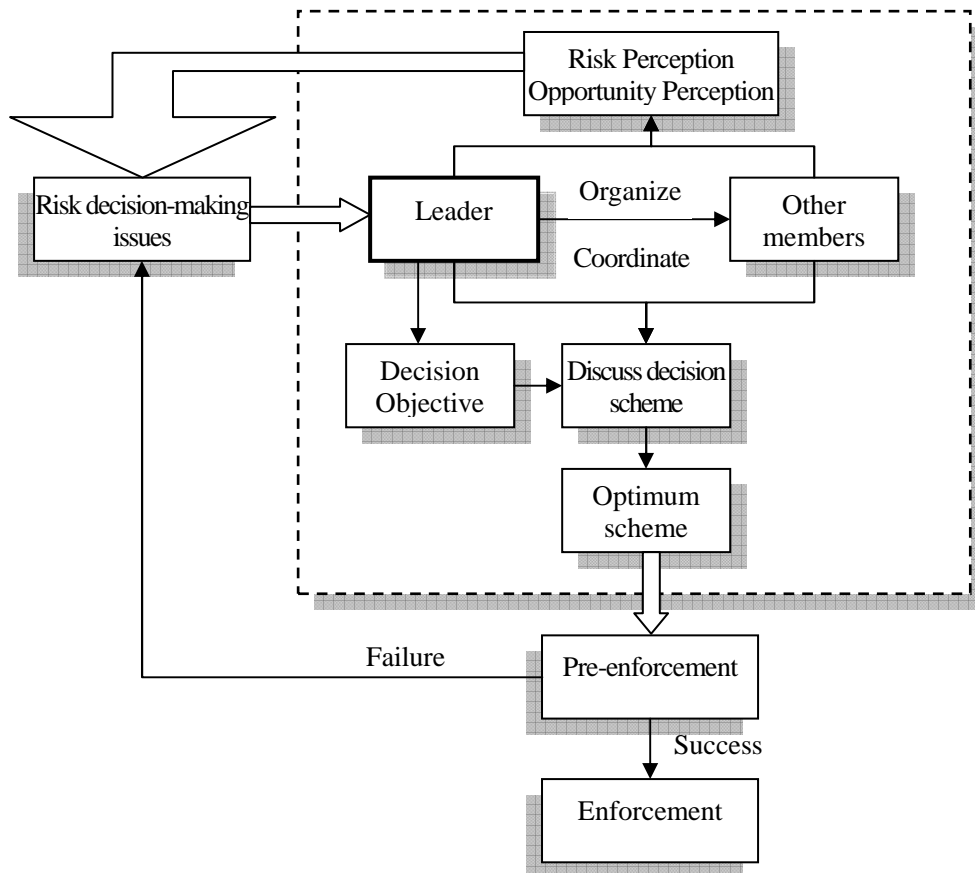 Risk Perception
Opportunity Perception
Risk decision-making
issues
Leader
Organize
Coordinate
Other
members
Decision
Objective
Discuss decision
scheme
Optimum
scheme
Failure
Pre-enforcement
Success
Enforcement